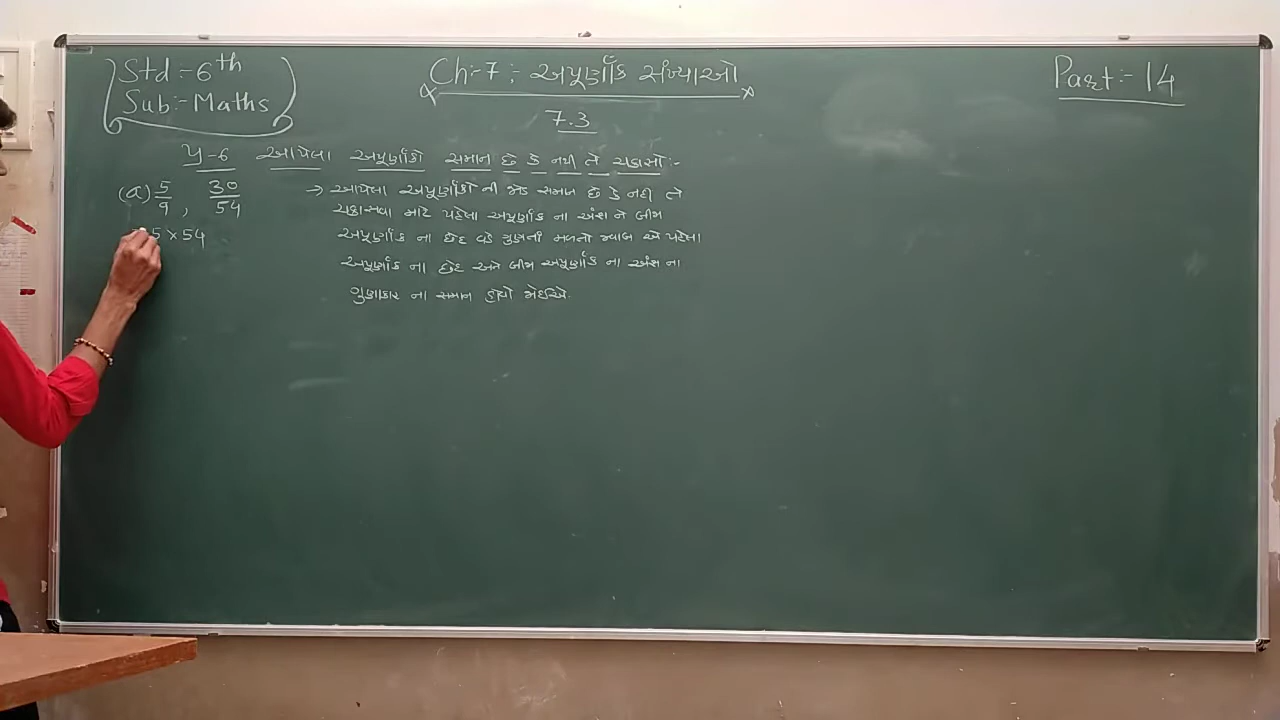 Std :- 6th
Sub :- Maths
Ch:-7 :- અપૂર્ણાંક સંખ્યાઓ
Part :- 14
7.3
પ્ર-6 આપેલા અપૂર્ણાંકો સમાન છે કે નથી તે ચકાસો:-
(a) 5/9 , 30/54
5 × 54
→ આપેલા અપૂર્ણાંકો ની જોડ સમાન છે કે નહી તે
ચકાસવા માટે પહેલા અપૂર્ણાંક ના અંશ ને બીજા
અપૂર્ણાંક ના છેદ વડે ગુણતાં મળતો જવાબ એ પહેલા
અપૂર્ણાંક ના છેદ અને બીજા અપૂર્ણાંક ના અંશ ના
ગુણાકાર ના સમાન હોવો જોઈએ.